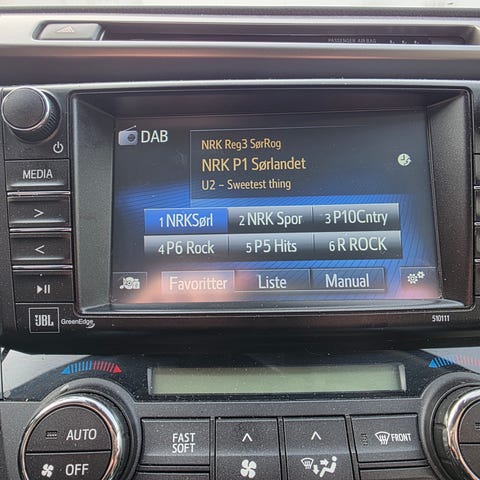 PASSENGER AIR BAG
DAB
NRK Reg3 SørRog
NRK P1 Sørlandet
U2 – Sweetest thing
MEDIA
1 NRKSørl 2 NRK Spor 3 P10Cntry
4 P6 Rock 5 P5 Hits 6 R ROCK
Favoritter Liste Manual
JBL GreenEdge
510111
AUTO
OFF
FAST
SOFT
FRONT